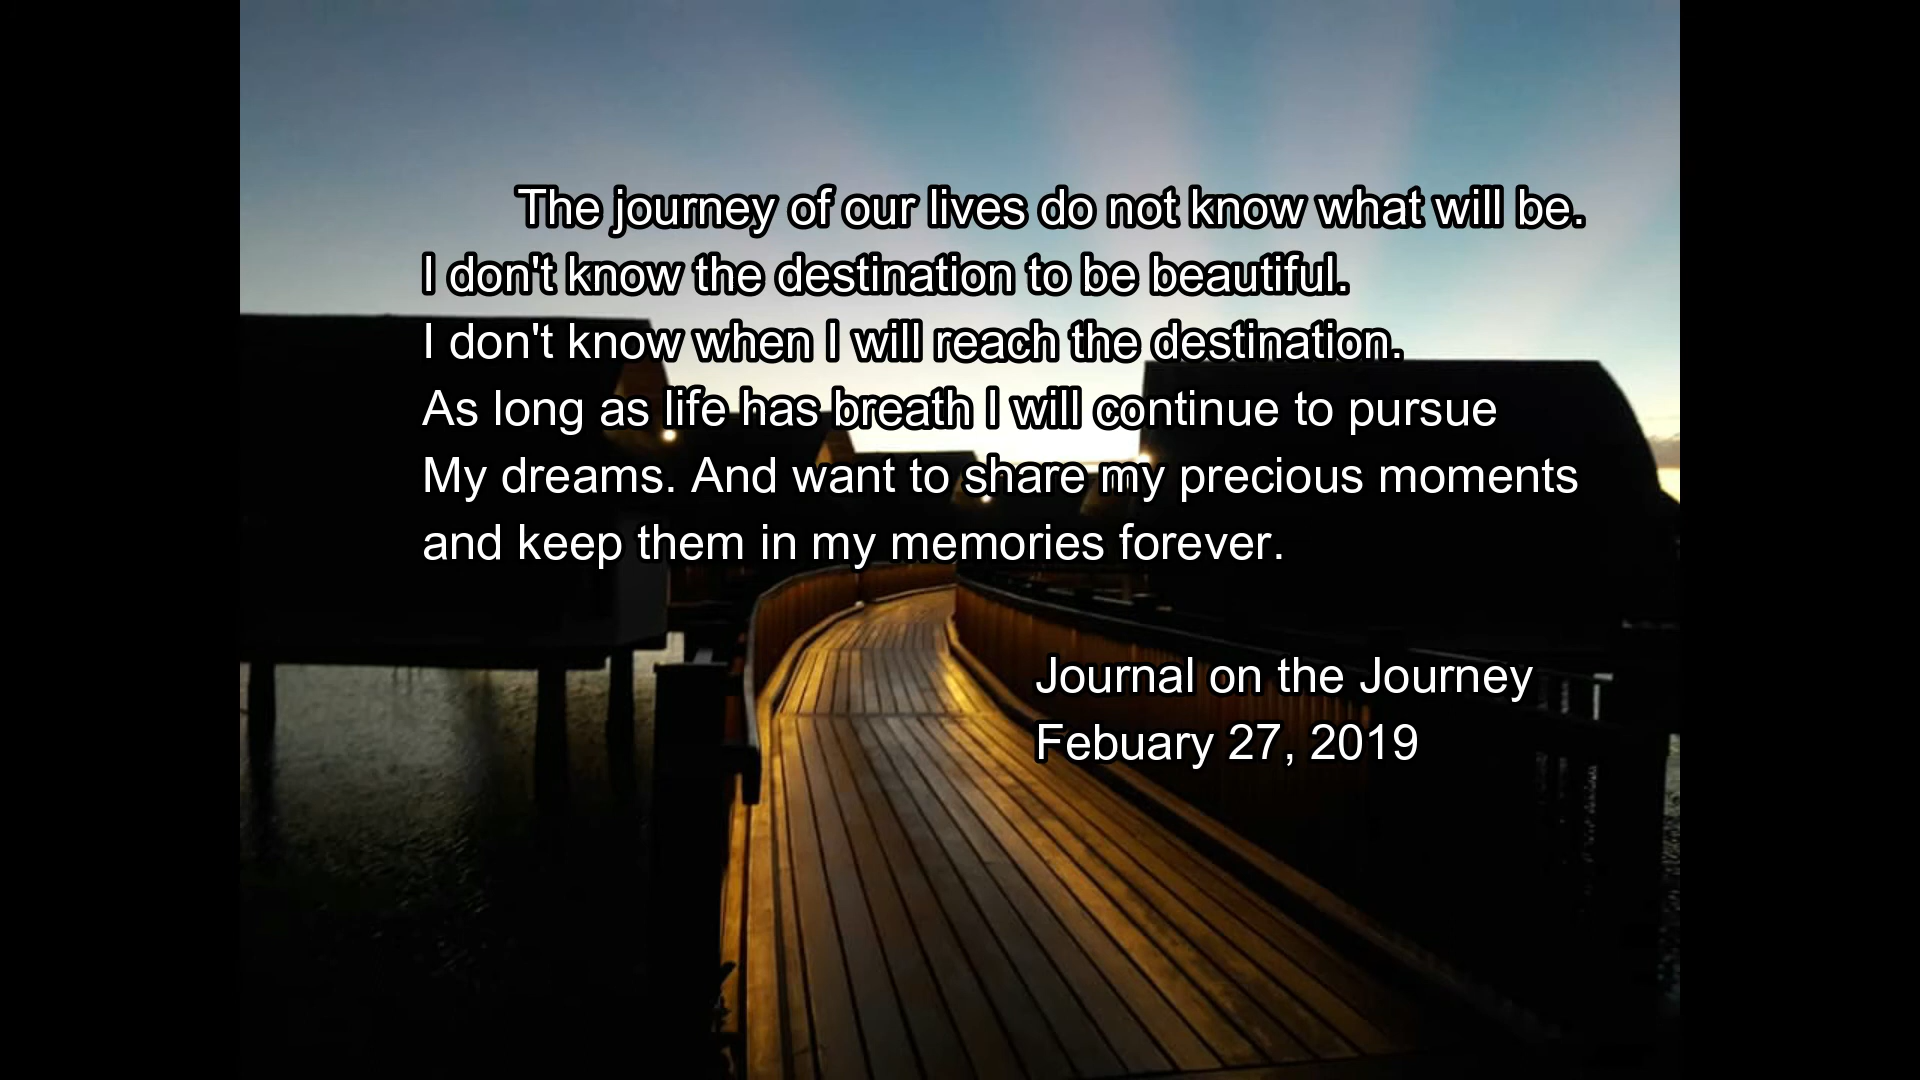 The journey of our lives do not know what will be.
I don't know the destination to be beautiful.
I don't know when I will reach the destination.
As long as life has breath I will continue to pursue
My dreams. And want to share my precious moments
and keep them in my memories forever.
Journal on the Journey
Febuary 27, 2019